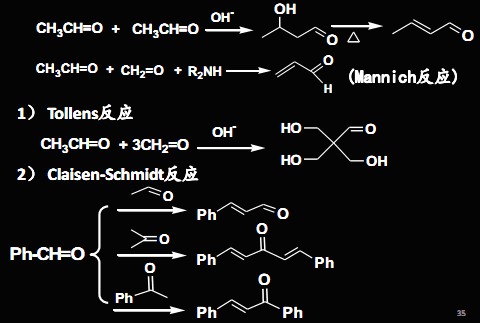 CH₃CH=O + CH₃CH=O OH⁻ OH O △ O
CH₃CH=O + CH₂=O + R₂NH O H (Mannich反应)
1） Tollens反应
CH₃CH=O + 3CH₂=O OH⁻ HO O HO OH
2） Claisen-Schmidt反应
O Ph O
Ph-CH=O O Ph O Ph
Ph O Ph O Ph
35